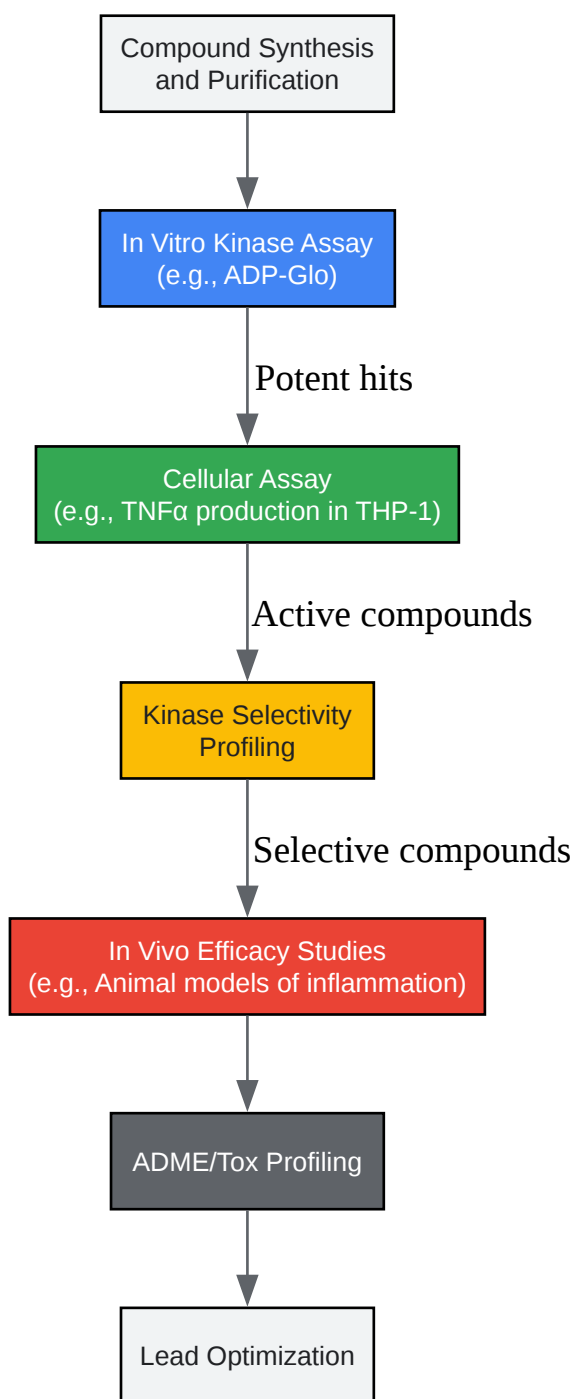 Compound Synthesis
and Purification
In Vitro Kinase Assay
(e.g., ADP-Glo)
Potent hits
Cellular Assay
(e.g., TNFα production in THP-1)
Active compounds
Kinase Selectivity
Profiling
Selective compounds
In Vivo Efficacy Studies
(e.g., Animal models of inflammation)
ADME/Tox Profiling
Lead Optimization